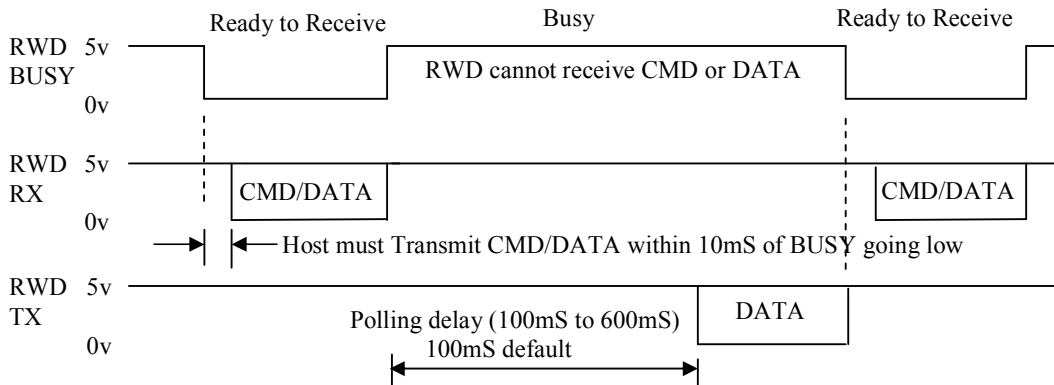 Ready to Receive Busy Ready to Receive
RWD 5v
BUSY
RWD cannot receive CMD or DATA
0v
RWD 5v
RX
CMD/DATA CMD/DATA
0v
Host must Transmit CMD/DATA within 10mS of BUSY going low
RWD 5v
TX
DATA
Polling delay (100mS to 600mS)
0v
100mS default